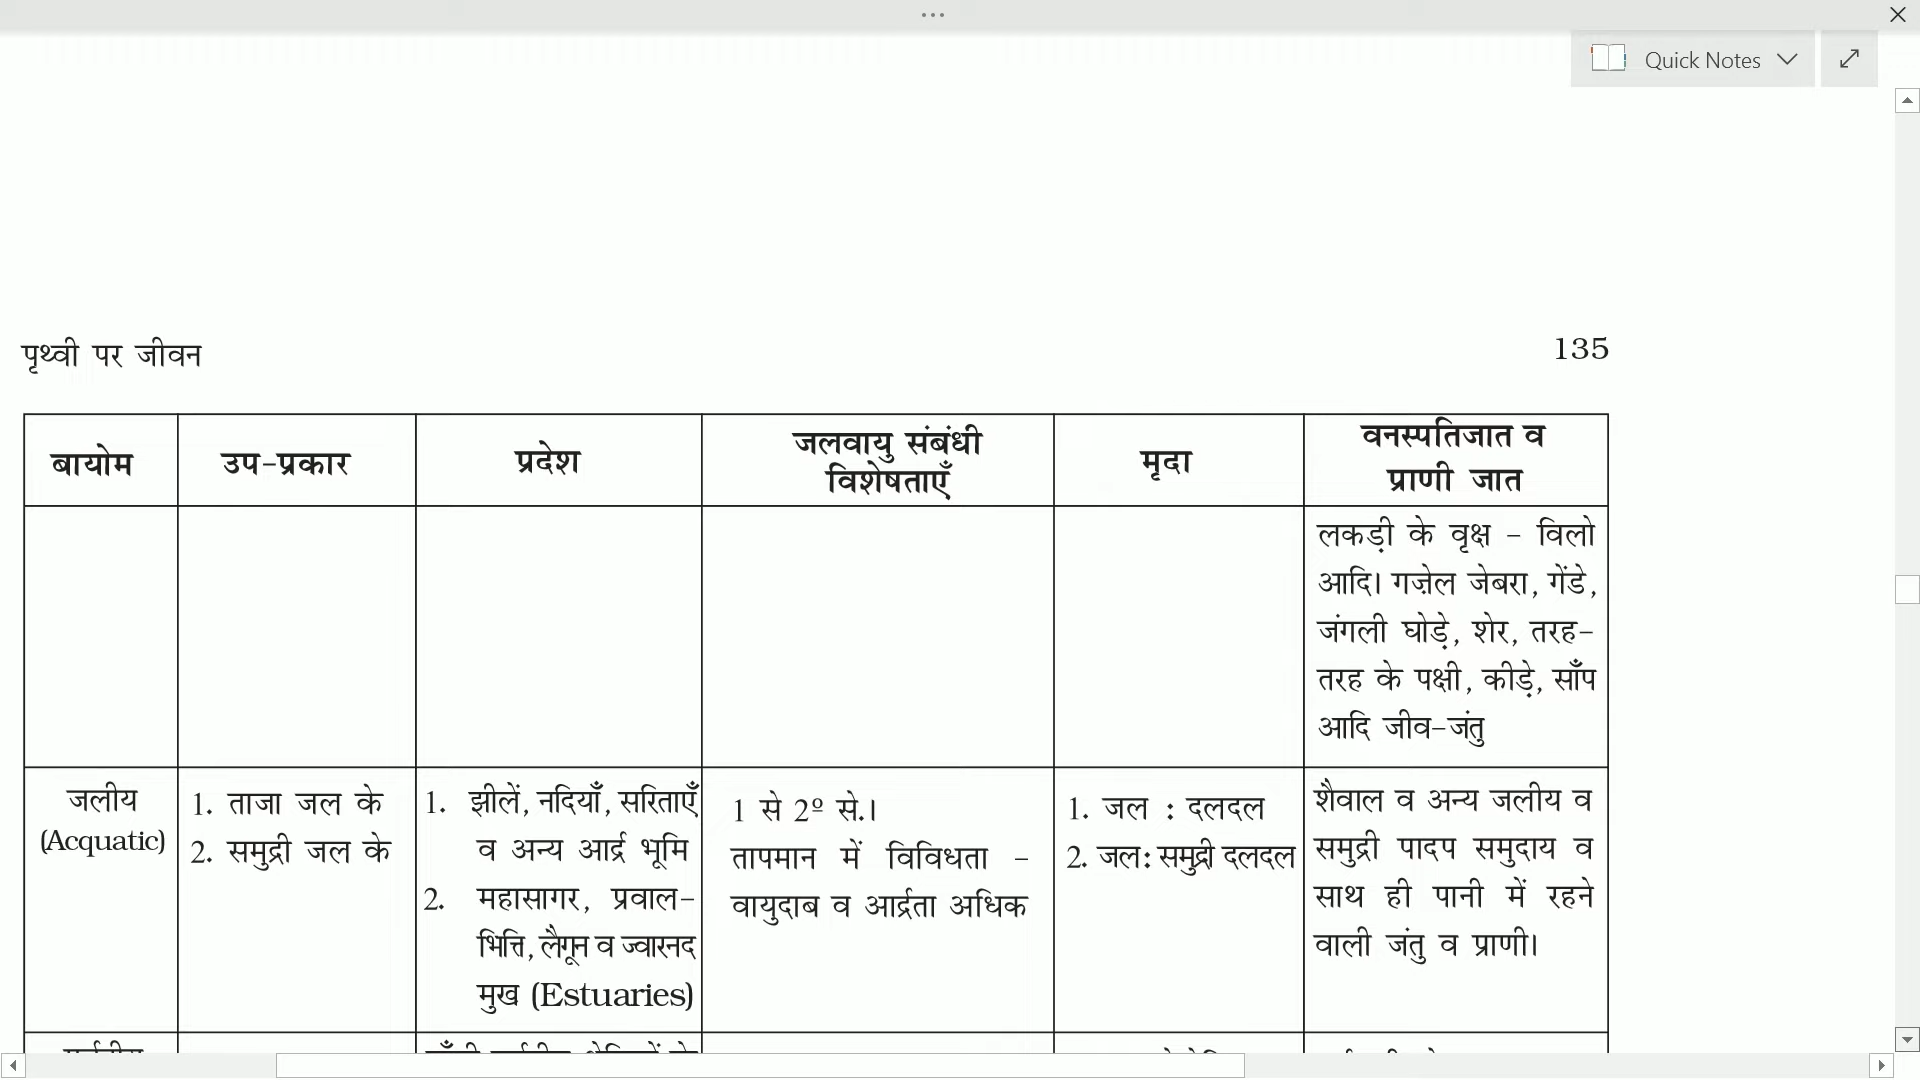 Quick Notes
पृथ्वी पर जीवन
135
बायोम
उप-प्रकार
प्रदेश
जलवायु संबंधी
विशेषताएँ
मृदा
वनस्पतिजात व
प्राणी जात
लकड़ी के वृक्ष - विलो
आदि। गज़ेल जेबरा, गेंडे,
जंगली घोड़े, शेर, तरह-
तरह के पक्षी, कीड़े, साँप
आदि जीव-जंतु
जलीय
(Acquatic)
1. ताजा जल के
2. समुद्री जल के
1. झीलें, नदियाँ, सरिताएँ
व अन्य आर्द्र भूमि
2. महासागर, प्रवाल-
भित्ति, लैगून व ज्वारनद
मुख (Estuaries)
1 से 2º से.।
तापमान में विविधता -
वायुदाब व आर्द्रता अधिक
1. जल : दलदल
2. जल: समुद्री दलदल
शैवाल व अन्य जलीय व
समुद्री पादप समुदाय व
साथ ही पानी में रहने
वाली जंतु व प्राणी।